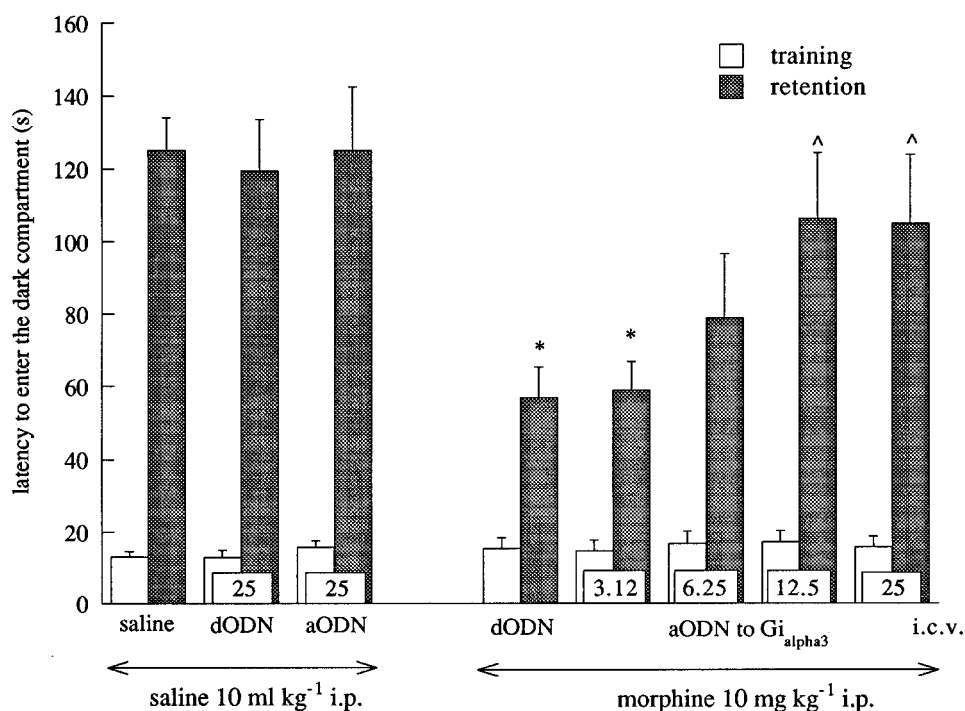 160
140
120
100
80
60
40
20
0
latency to enter the dark compartment (s)
training
retention
^ ^
* *
25 25 3.12 6.25 12.5 25
saline dODN aODN dODN aODN to Gi alpha3 i.c.v.
saline 10 ml kg-1 i.p. morphine 10 mg kg-1 i.p.